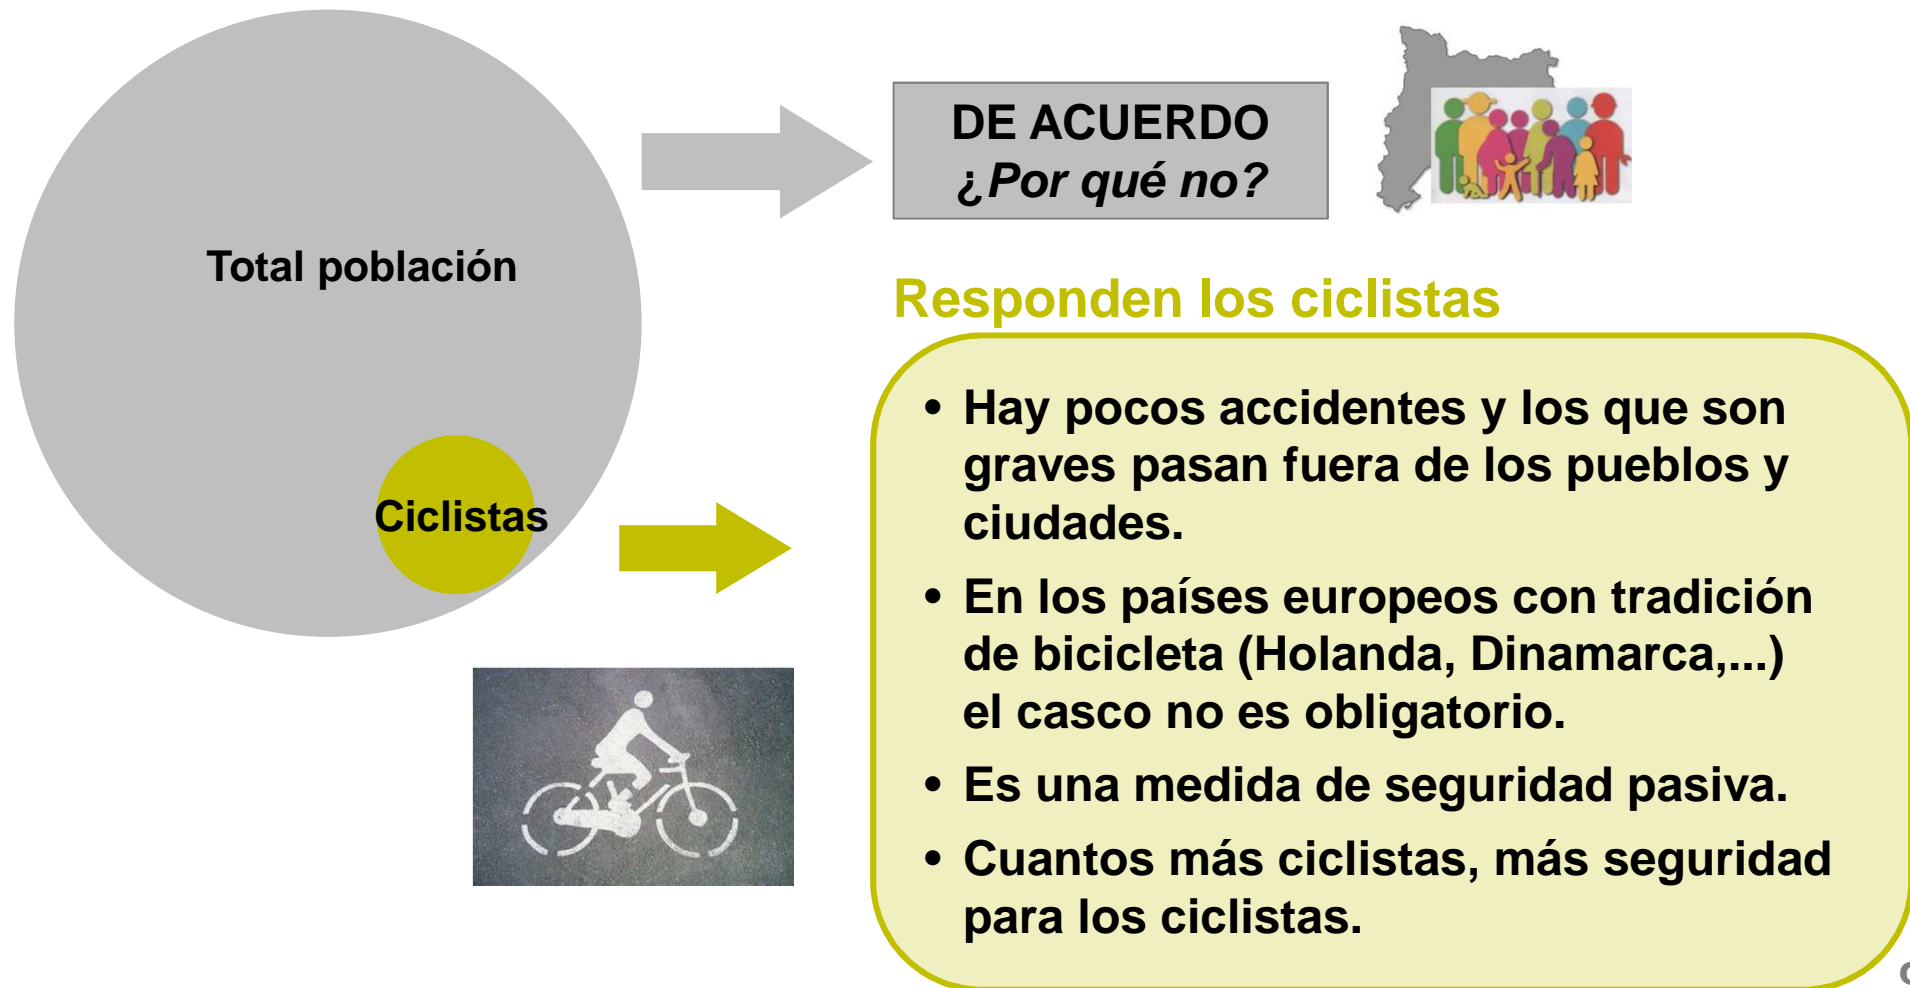 DE ACUERDO
¿Por qué no?
Total población
Responden los ciclistas
Ciclistas
• Hay pocos accidentes y los que son
graves pasan fuera de los pueblos y
ciudades.
• En los países europeos con tradición
de bicicleta (Holanda, Dinamarca,...)
el casco no es obligatorio.
• Es una medida de seguridad pasiva.
• Cuantos más ciclistas, más seguridad
para los ciclistas.